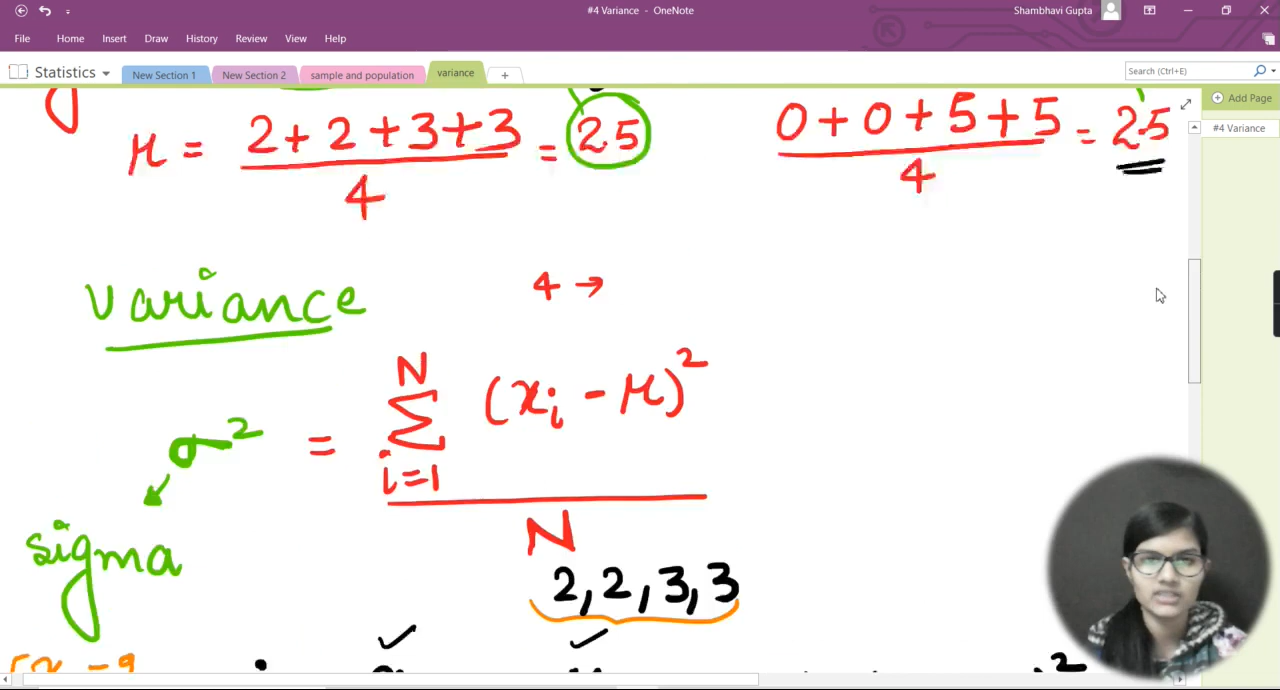 #4 Variance - OneNote
Shambhavi Gupta
File Home Insert Draw History Review View Help
Statistics
New Section 1
New Section 2
sample and population
variance
+
Search (Ctrl+E)
Add Page
#4 Variance
μ = 2+2+3+3 / 4 = 2.5
0+0+5+5 / 4 = 2.5
variance
4 →
σ² = N ∑ i=1 (xi - μ)² / N
sigma
2, 2, 3, 3